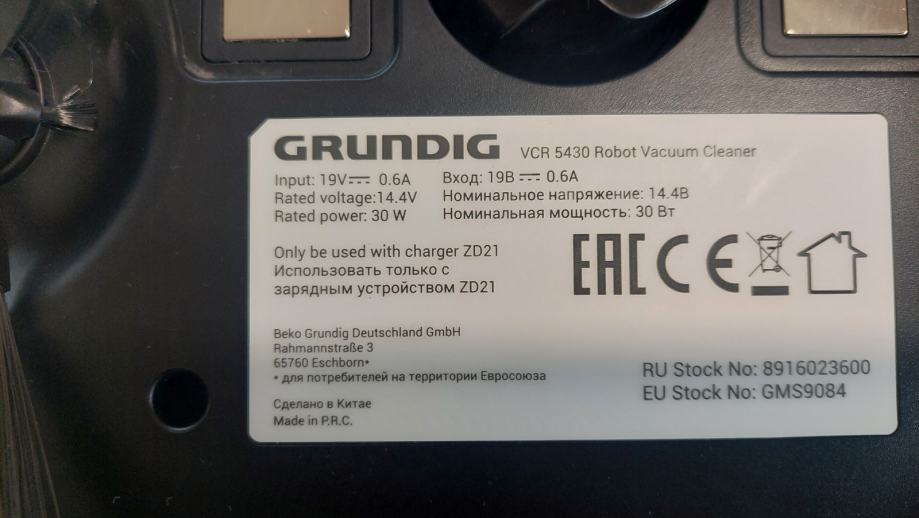 GRUNDIG VCR 5430 Robot Vacuum Cleaner
Input: 19V⎓ 0.6A Вход: 19В⎓ 0.6А
Rated voltage:14.4V Номинальное напряжение: 14.4В
Rated power: 30 W Номинальная мощность: 30 Вт
Only be used with charger ZD21
Использовать только с
зарядным устройством ZD21
EAC CE
Beko Grundig Deutschland GmbH
Rahmannstraße 3
65760 Eschborn*
* для потребителей на территории Евросоюза
Сделано в Китае
Made in P.R.C.
RU Stock No: 8916023600
EU Stock No: GMS9084